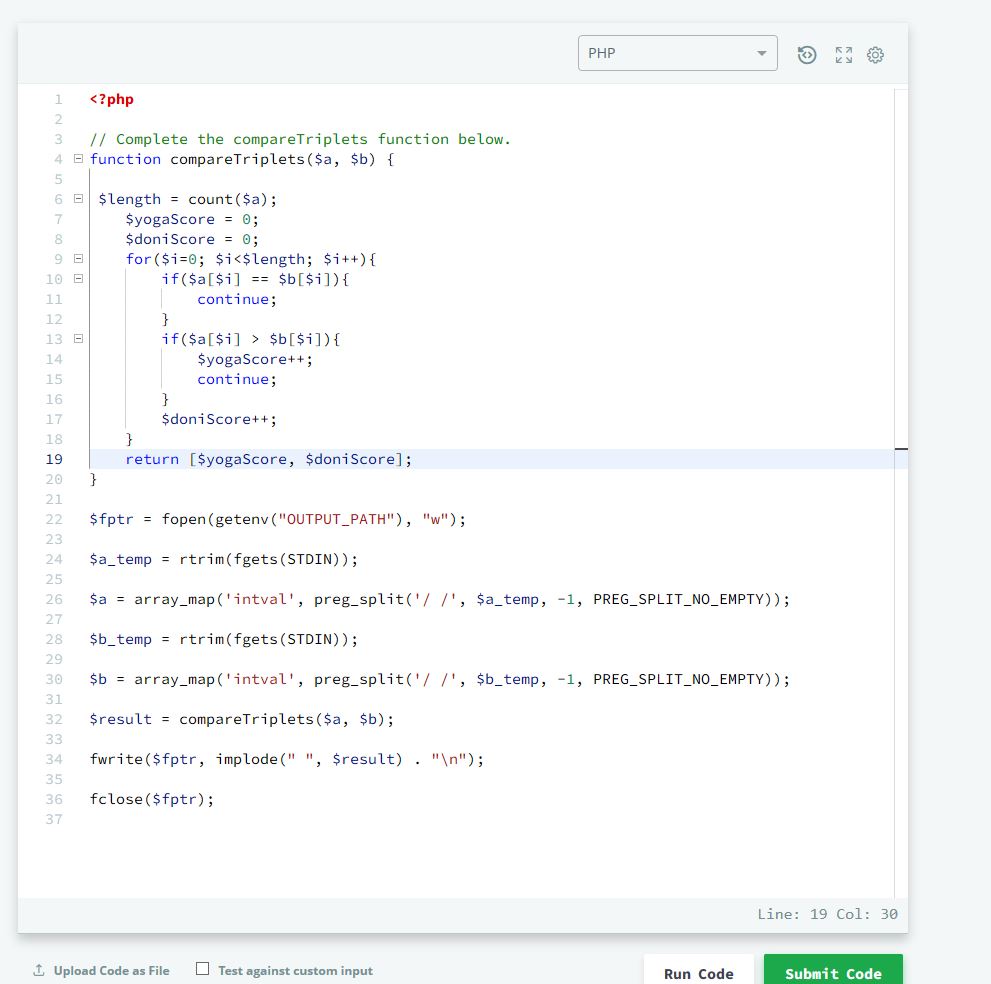 PHP
1 <?php
2
3 // Complete the compareTriplets function below.
4 function compareTriplets($a, $b) {
5
6  $length = count($a);
7     $yogaScore = 0;
8     $doniScore = 0;
9     for($i=0; $i<$length; $i++){
10         if($a[$i] == $b[$i]){
11             continue;
12         }
13         if($a[$i] > $b[$i]){
14             $yogaScore++;
15             continue;
16         }
17         $doniScore++;
18     }
19     return [$yogaScore, $doniScore];
20 }
21
22 $fptr = fopen(getenv("OUTPUT_PATH"), "w");
23
24 $a_temp = rtrim(fgets(STDIN));
25
26 $a = array_map('intval', preg_split('/ /', $a_temp, -1, PREG_SPLIT_NO_EMPTY));
27
28 $b_temp = rtrim(fgets(STDIN));
29
30 $b = array_map('intval', preg_split('/ /', $b_temp, -1, PREG_SPLIT_NO_EMPTY));
31
32 $result = compareTriplets($a, $b);
33
34 fwrite($fptr, implode(" ", $result) . "\n");
35
36 fclose($fptr);
37
Line: 19 Col: 30
Upload Code as File Test against custom input Run Code Submit Code